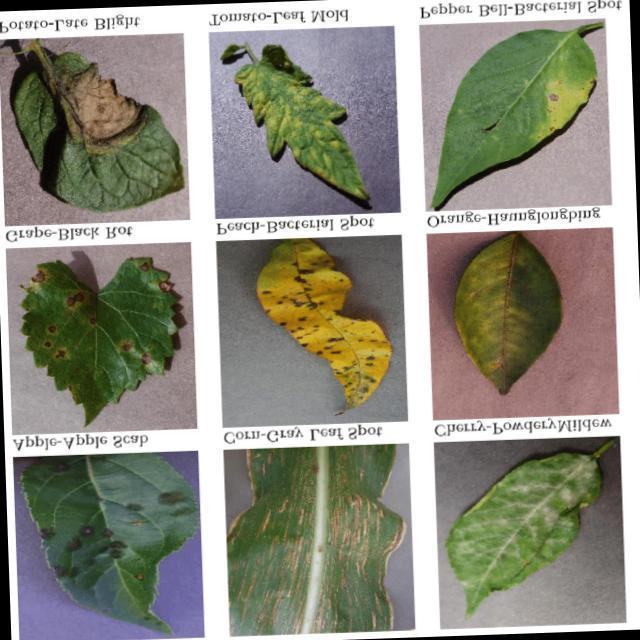 Potato-Late Blight
Tomato-Leaf Mold
Pepper Bell-Bacterial Spot
Grape-Black Rot
Peach-Bacterial Spot
Orange-Haunglongbing
Apple-Apple Scab
Corn-Gray Leaf Spot
Cherry-PowderyMildew